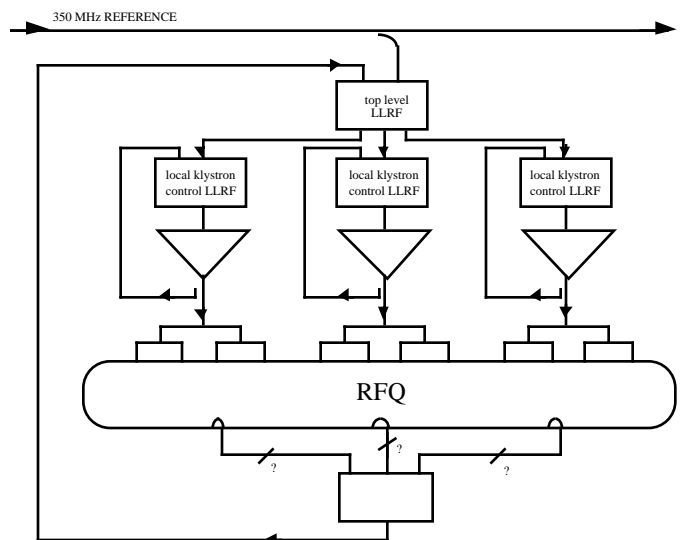 350 MHz REFERENCE
top level
LLRF
local klystron
control LLRF
local klystron
control LLRF
local klystron
control LLRF
RFQ
?
?
?